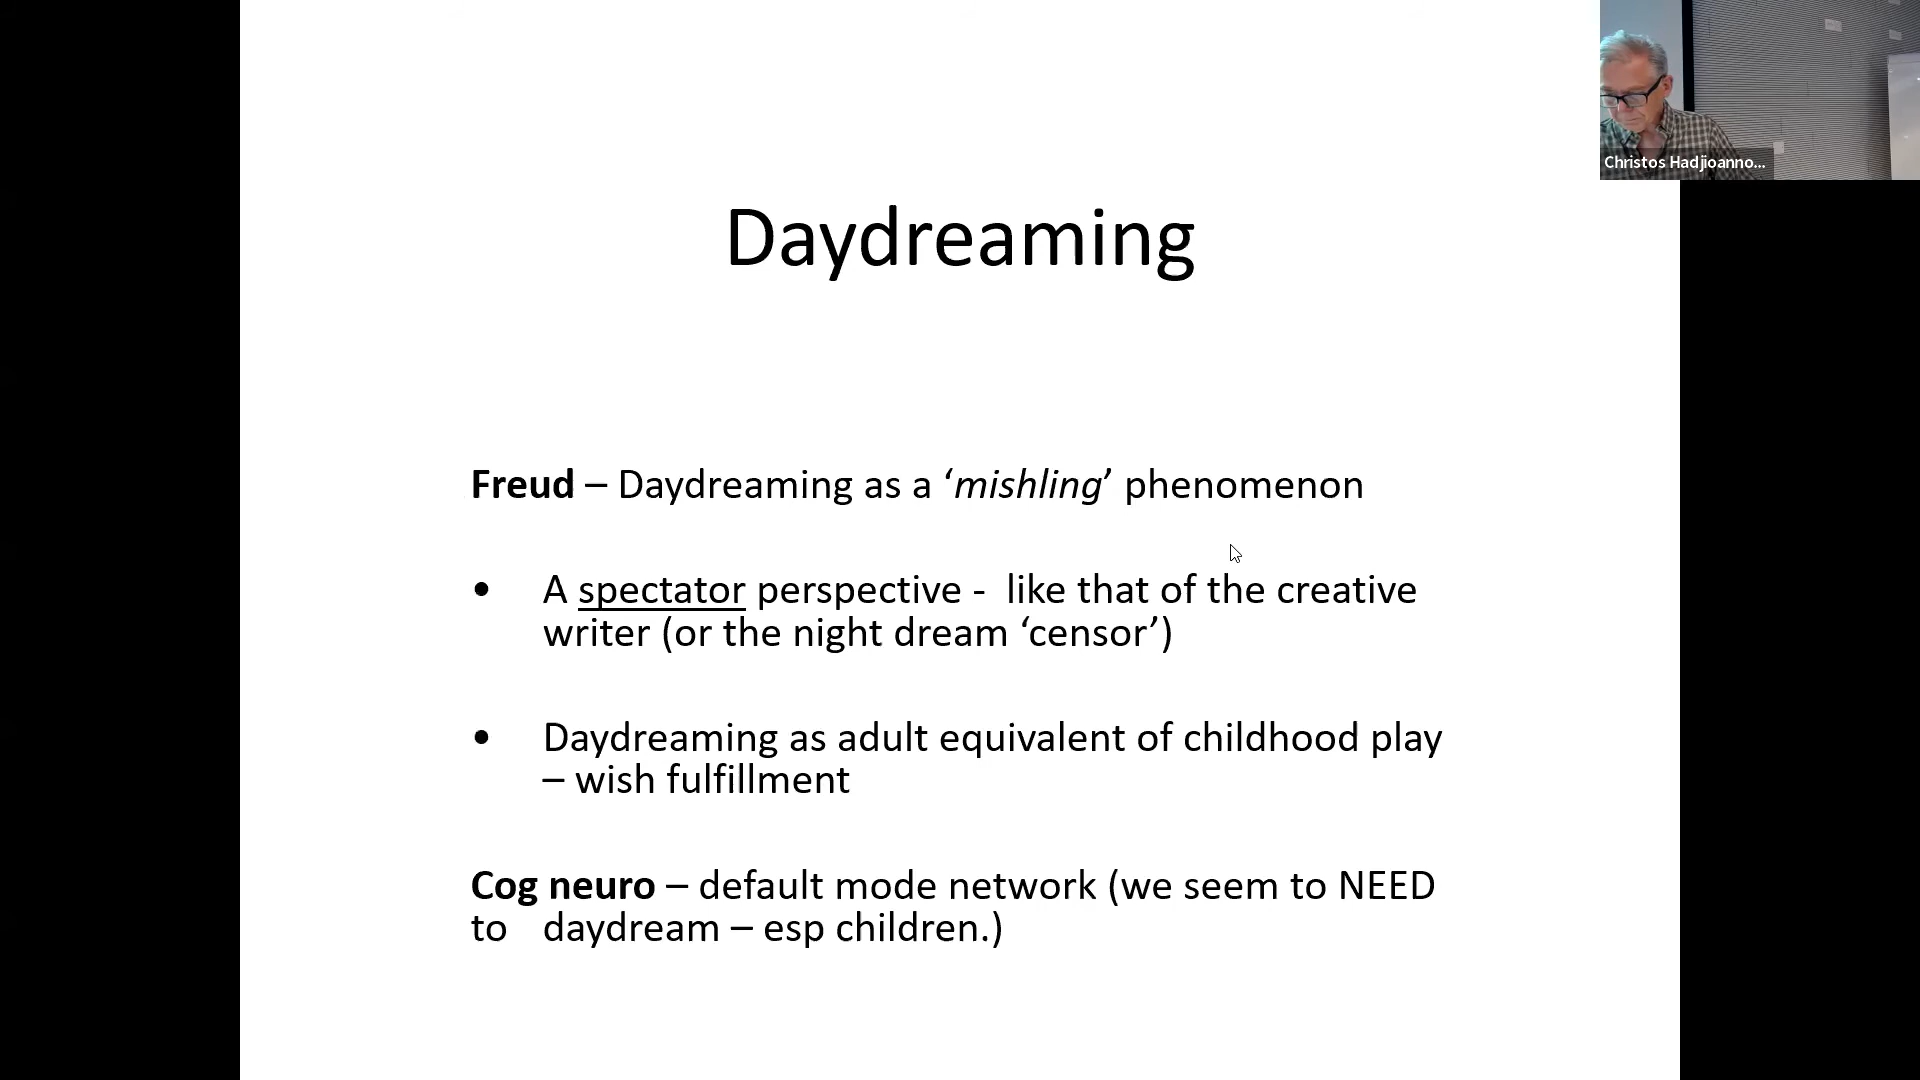 Christos Hadjioanno...
Daydreaming
Freud – Daydreaming as a ‘mishling’ phenomenon
• A spectator perspective - like that of the creative
writer (or the night dream ‘censor’)
• Daydreaming as adult equivalent of childhood play
– wish fulfillment
Cog neuro – default mode network (we seem to NEED
to daydream – esp children.)